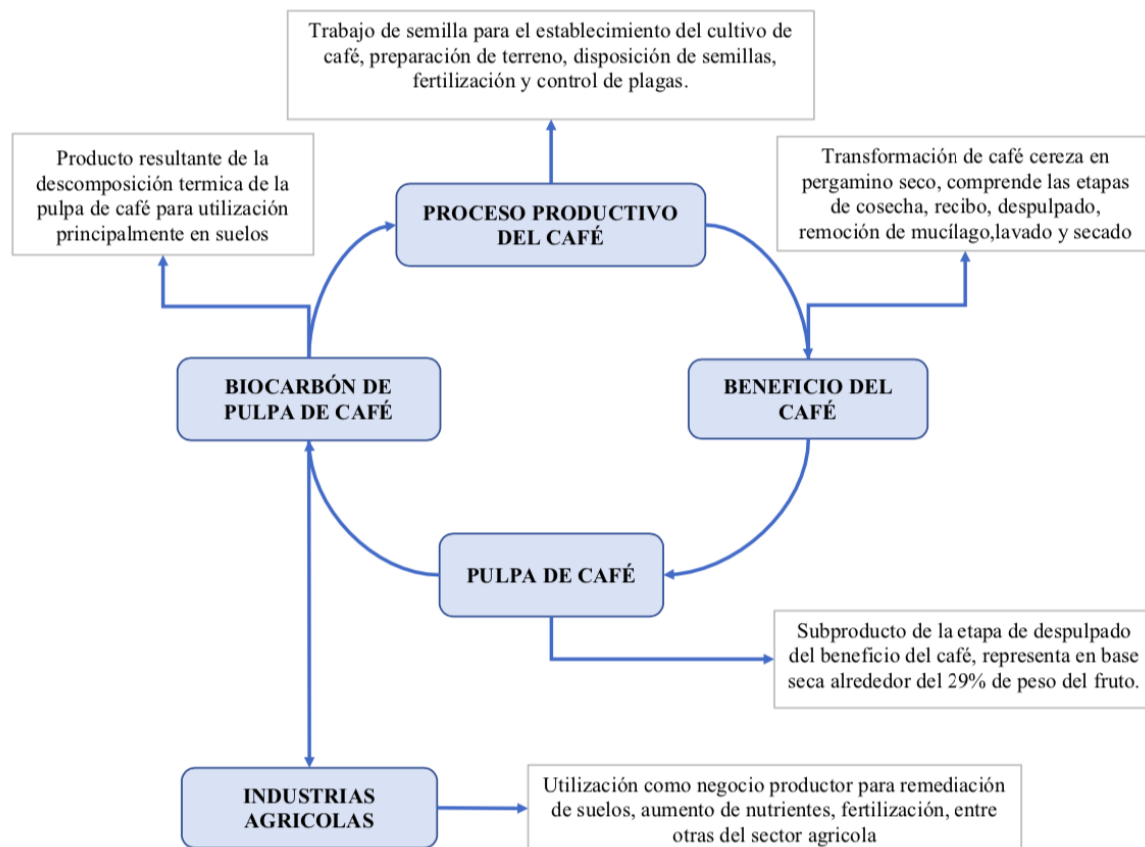 Trabajo de semilla para el establecimiento del cultivo de
café, preparación de terreno, disposición de semillas,
fertilización y control de plagas.
Producto resultante de la
descomposición termica de la
pulpa de café para utilización
principalmente en suelos
Transformación de café cereza en
pergamino seco, comprende las etapas
de cosecha, recibo, despulpado,
remoción de mucílago,lavado y secado
PROCESO PRODUCTIVO
DEL CAFÉ
BIOCARBÓN DE
PULPA DE CAFÉ
BENEFICIO DEL
CAFÉ
PULPA DE CAFÉ
Subproducto de la etapa de despulpado
del beneficio del café, representa en base
seca alrededor del 29% de peso del fruto.
INDUSTRIAS
AGRICOLAS
Utilización como negocio productor para remediación
de suelos, aumento de nutrientes, fertilización, entre
otras del sector agricola